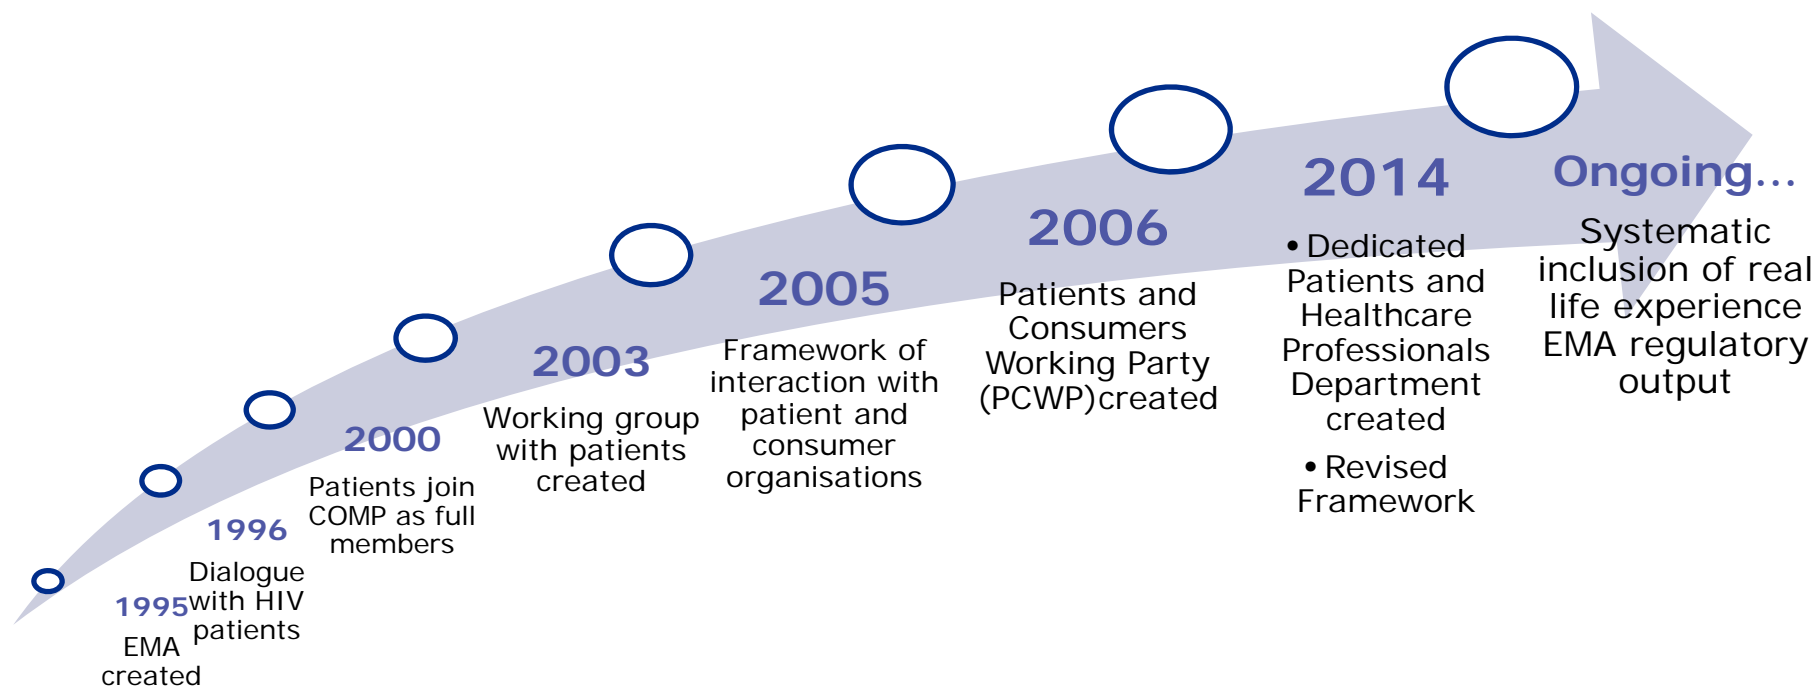 1995
EMA
created
1996
Dialogue
with HIV
patients
2000
Patients join
COMP as full
members
2003
Working group
with patients
created
2005
Framework of
interaction with
patient and
consumer
organisations
2006
Patients and
Consumers
Working Party
(PCWP)created
2014
• Dedicated
Patients and
Healthcare
Professionals
Department
created
• Revised
Framework
Ongoing...
Systematic
inclusion of real
life experience
EMA regulatory
output